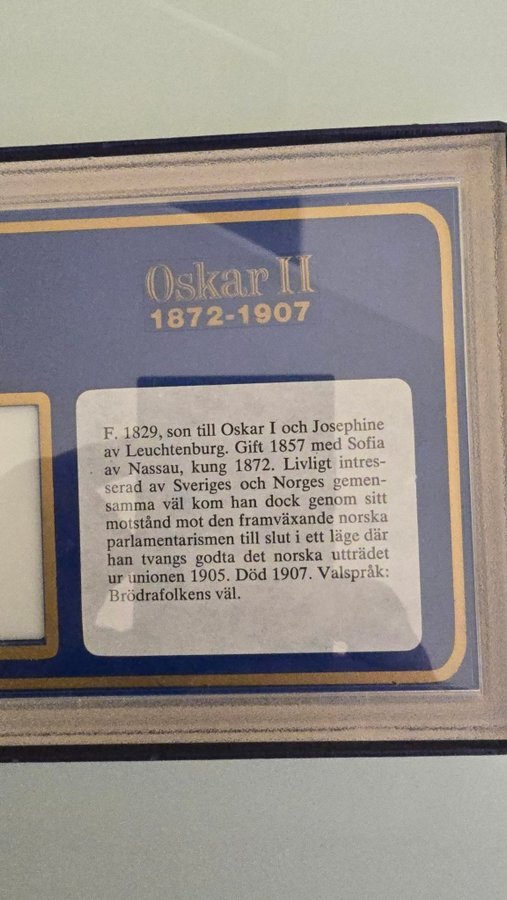 Oskar II
1872-1907
F. 1829, son till Oskar I och Josephine
av Leuchtenburg. Gift 1857 med Sofia
av Nassau, kung 1872. Livligt intres-
serad av Sveriges och Norges gemen-
samma väl kom han dock genom sitt
motstånd mot den framväxande norska
parlamentarismen till slut i ett läge där
han tvangs godta det norska utträdet
ur unionen 1905. Död 1907. Valspråk:
Brödrafolkens väl.